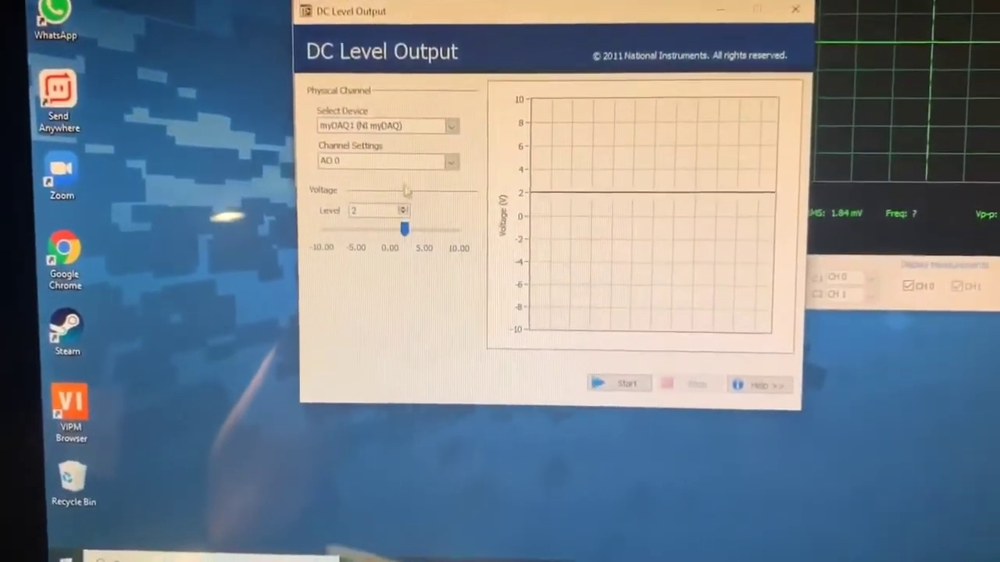 WhatsApp
Send
Anywhere
Zoom
Google
Chrome
Steam
VI
VIPM
Browser
Recycle Bin
DC Level Output
DC Level Output
© 2011 National Instruments. All rights reserved.
Physical Channel
Select Device
myDAQ1 (NI myDAQ)
Channel Settings
AO 0
Voltage
Level 2
-10.00 -5.00 0.00 5.00 10.00
Voltage (V)
10
8
6
4
2
0
-2
-4
-6
-8
-10
Start
Stop
Help >>
RMS: 1.84 mV Freq: ? Vp-p:
CH 0
CH 1
Display Measurements
CH 0 CH 1